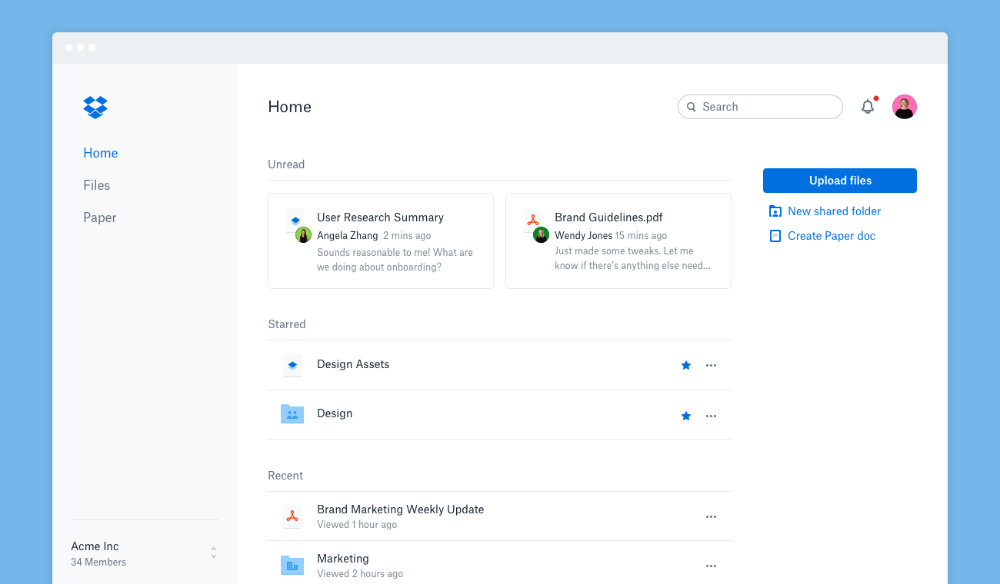 Home
Files
Paper
Acme Inc
34 Members
Home
Search
Unread
User Research Summary
Angela Zhang 2 mins ago
Sounds reasonable to me! What are
we doing about onboarding?
Brand Guidelines.pdf
Wendy Jones 15 mins ago
Just made some tweaks. Let me
know if there’s anything else need...
Starred
Design Assets
Design
Recent
Brand Marketing Weekly Update
Viewed 1 hour ago
Marketing
Viewed 2 hours ago
Upload files
New shared folder
Create Paper doc